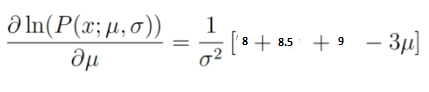 ∂ ln(P(x; μ, σ)) / ∂μ = 1/σ² [8 + 8.5 + 9 − 3μ]